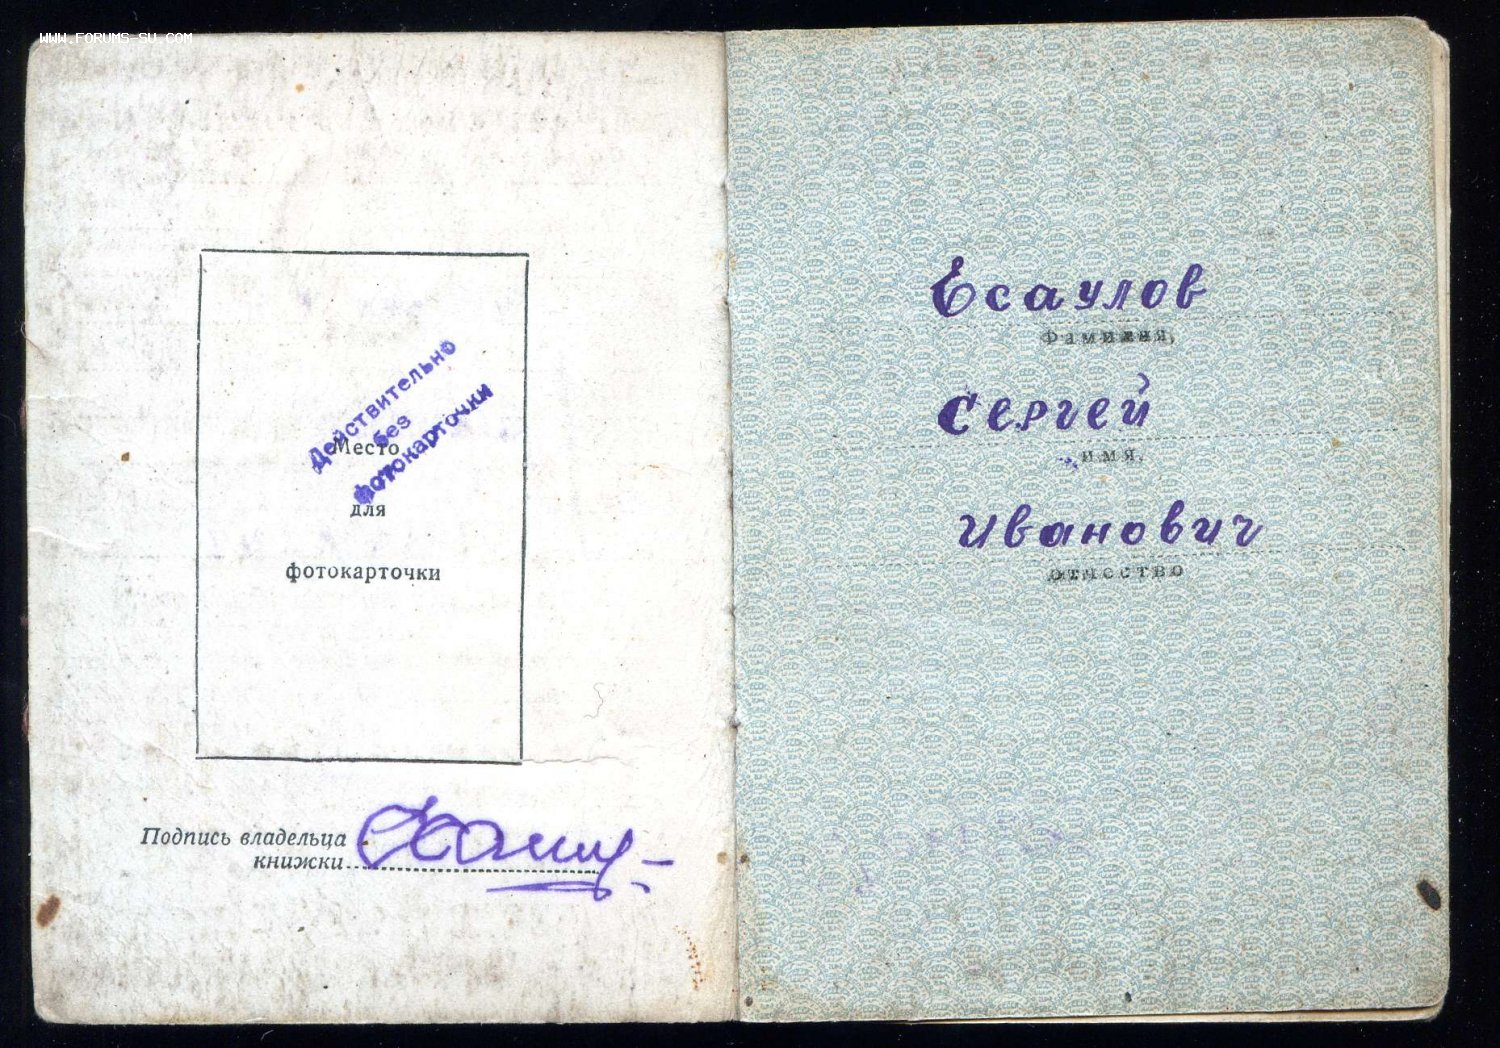 WWW.FORUMS-SU.COM
Действительно
без
фотокарточки
Место
для
фотокарточки
Подпись владельца
книжки
Есаулов
Фамилия,
Сергей
имя,
Иванович
отчество